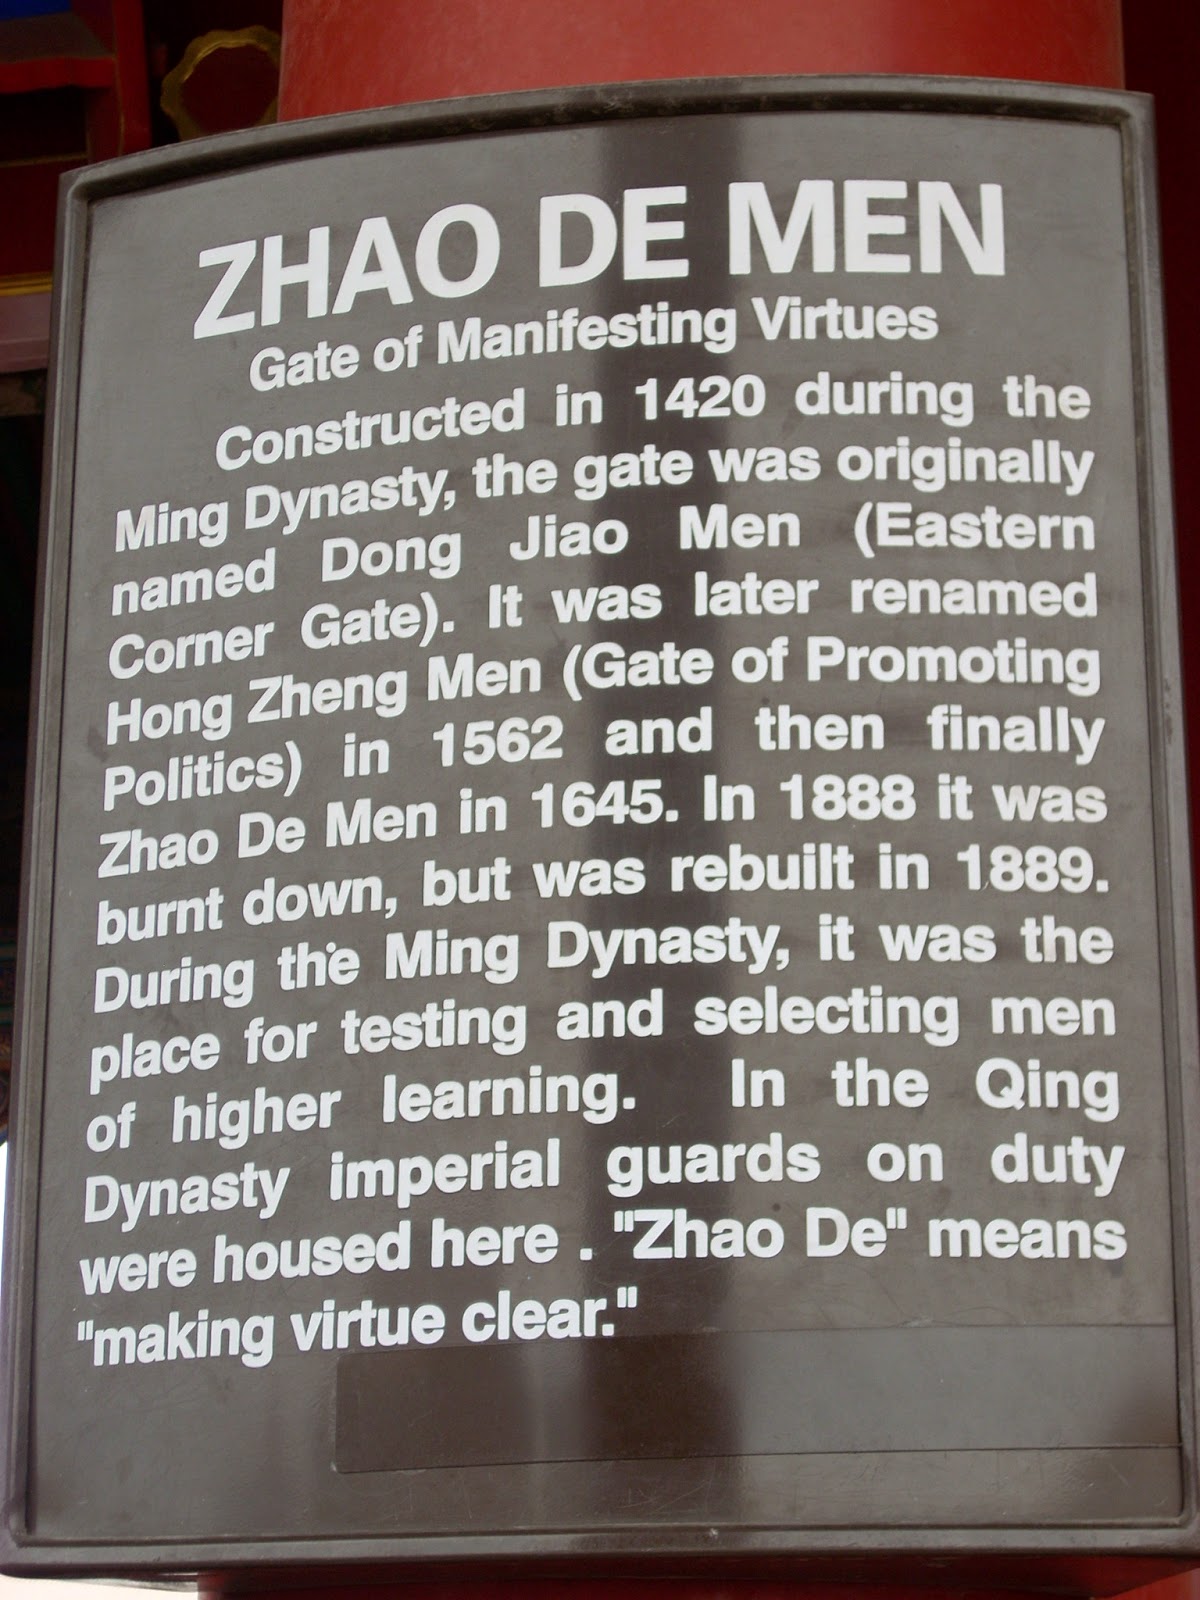 ZHAO DE MEN
Gate of Manifesting Virtues
Constructed in 1420 during the
Ming Dynasty, the gate was originally
named Dong Jiao Men (Eastern
Corner Gate). It was later renamed
Hong Zheng Men (Gate of Promoting
Politics) in 1562 and then finally
Zhao De Men in 1645. In 1888 it was
burnt down, but was rebuilt in 1889.
During the Ming Dynasty, it was the
place for testing and selecting men
of higher learning. In the Qing
Dynasty imperial guards on duty
were housed here . "Zhao De" means
"making virtue clear."